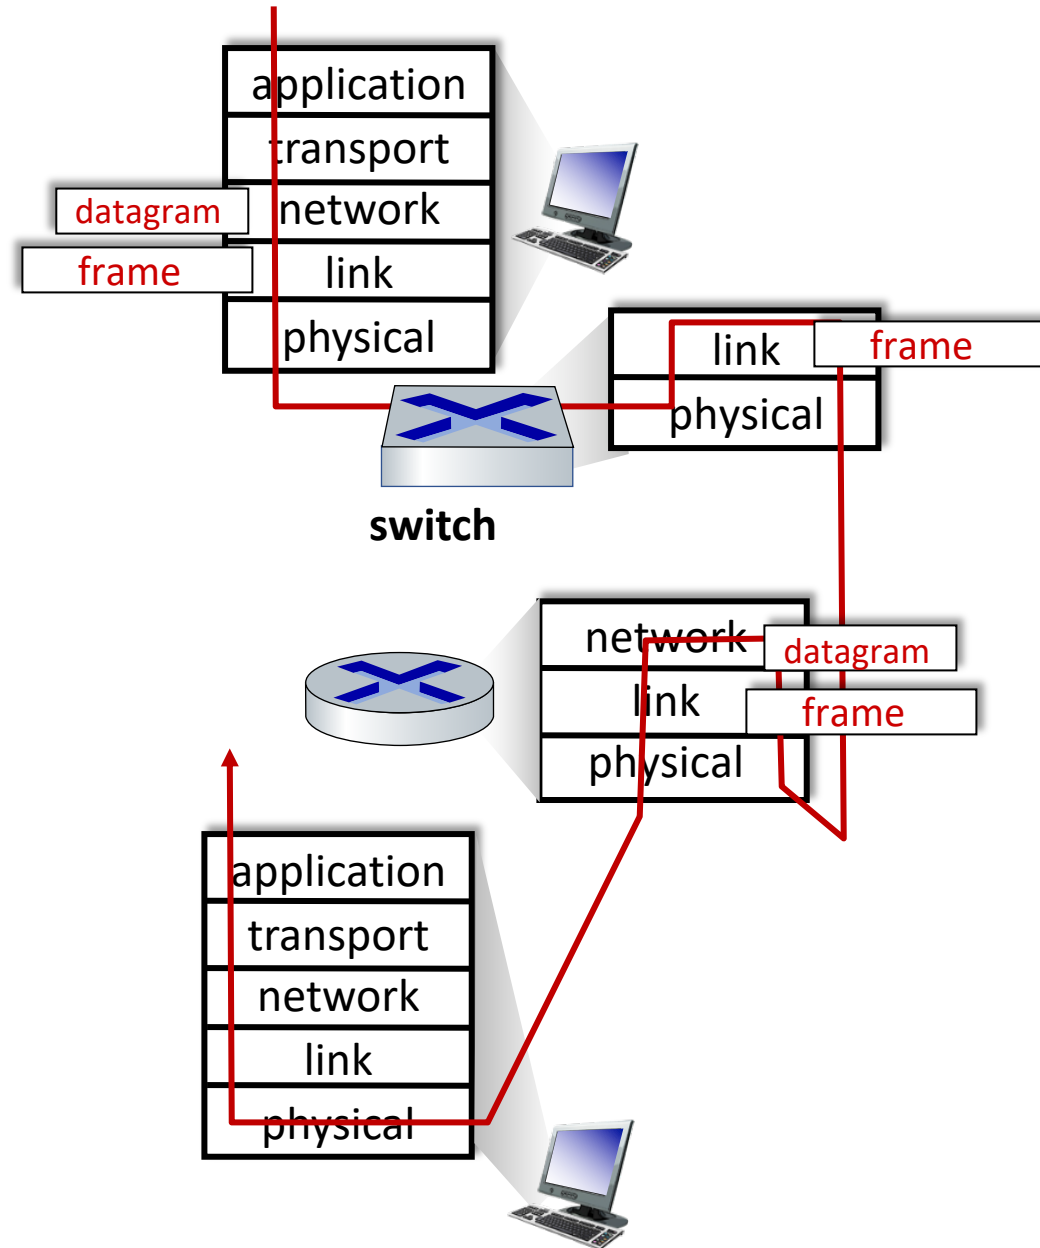 application
transport
datagram
network
frame
link
physical
link
frame
physical
switch
network
datagram
link
frame
physical
application
transport
network
link
physical